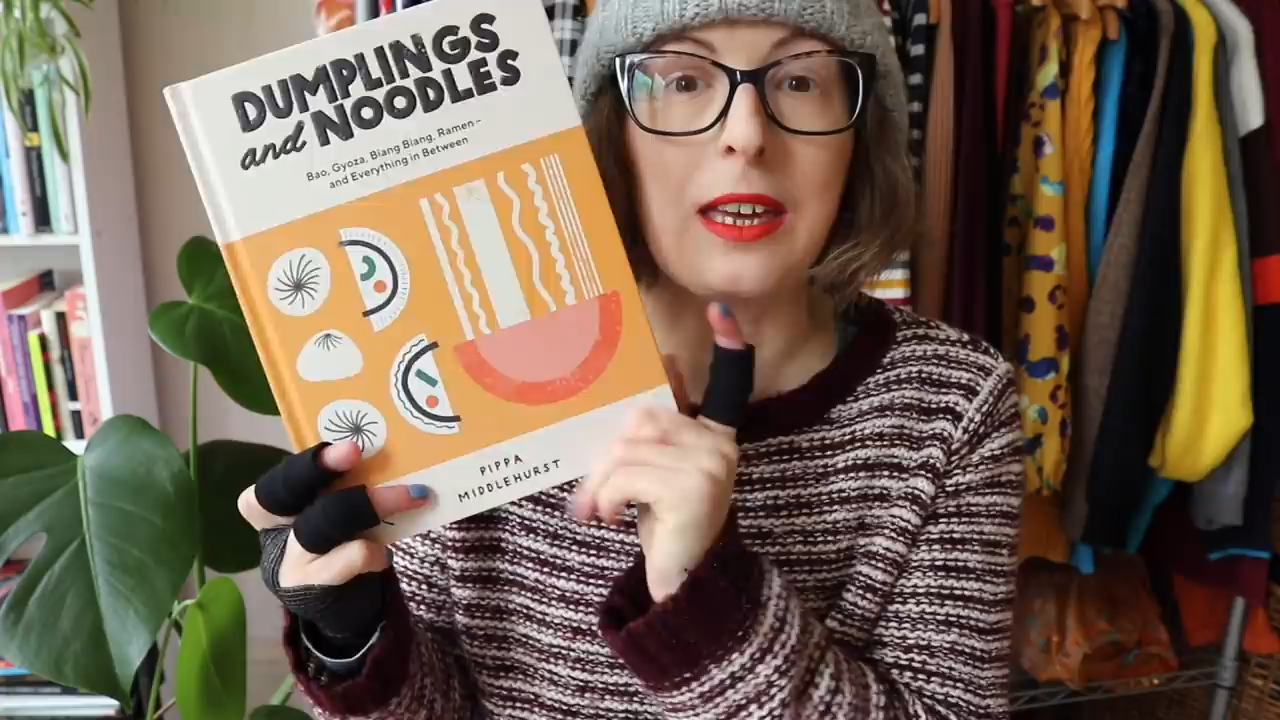 DUMPLINGS
and NOODLES
Bao, Gyoza, Biang Biang, Ramen –
and Everything in Between
PIPPA
MIDDLEHURST